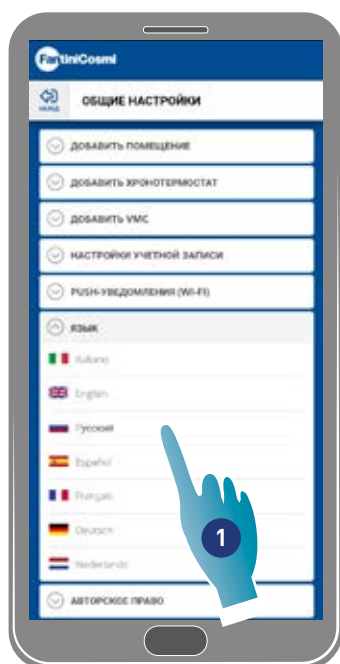 FantiniCosmi
НАЗАД
ОБЩИЕ НАСТРОЙКИ
ДОБАВИТЬ ПОМЕЩЕНИЕ
ДОБАВИТЬ ХРОНОТЕРМОСТАТ
ДОБАВИТЬ VMC
НАСТРОЙКИ УЧЕТНОЙ ЗАПИСИ
PUSH-УВЕДОМЛЕНИЯ (WI-FI)
ЯЗЫК
Italiano
English
Русский
Español
Français
Deutsch
Nederlands
1
АВТОРСКОЕ ПРАВО